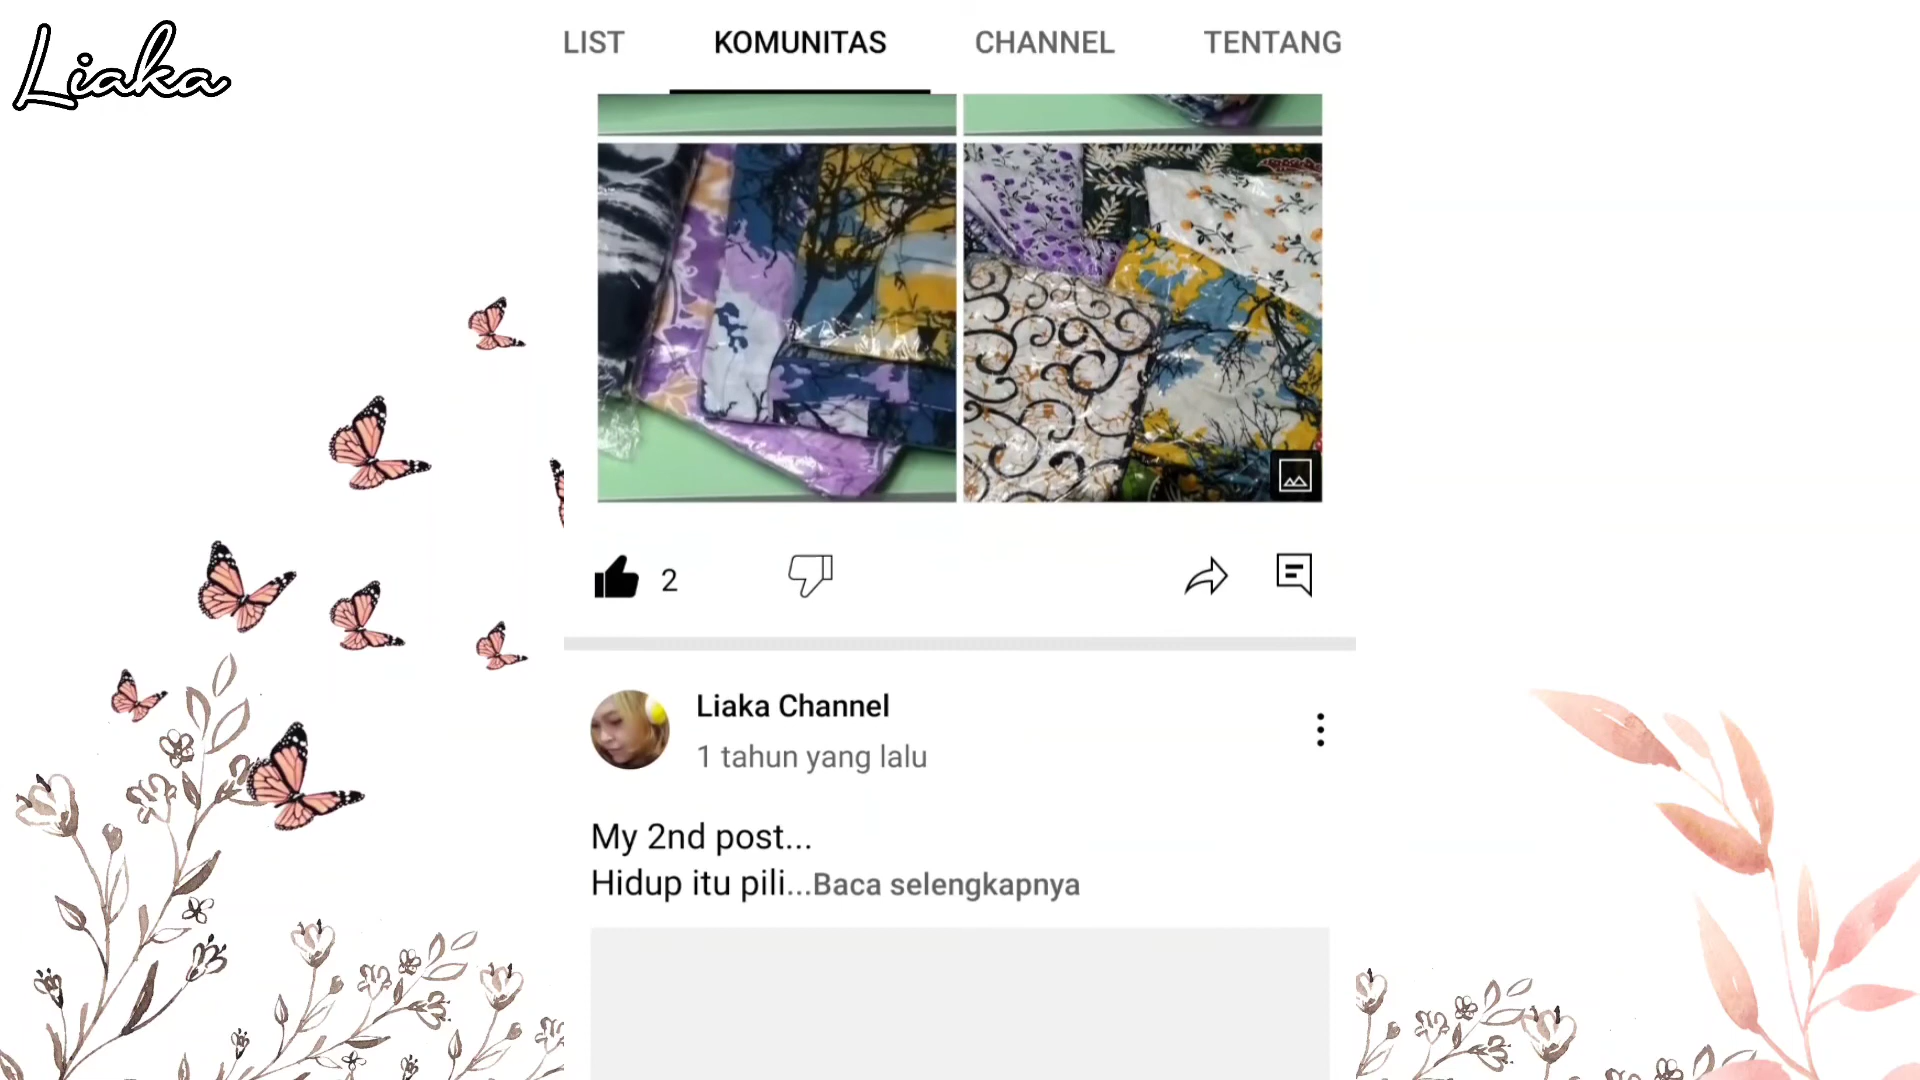 Liaka
LIST KOMUNITAS CHANNEL TENTANG
2
Liaka Channel
1 tahun yang lalu
My 2nd post...
Hidup itu pili...Baca selengkapnya